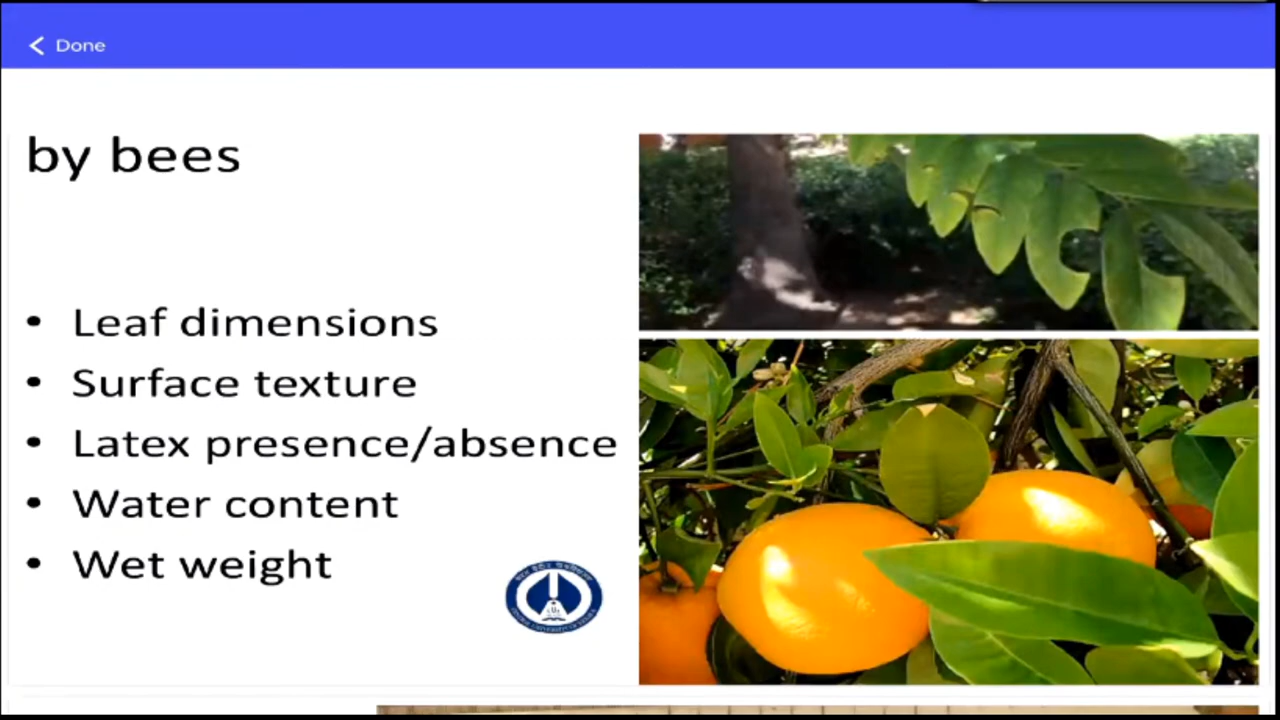 Done
by bees
• Leaf dimensions
• Surface texture
• Latex presence/absence
• Water content
• Wet weight